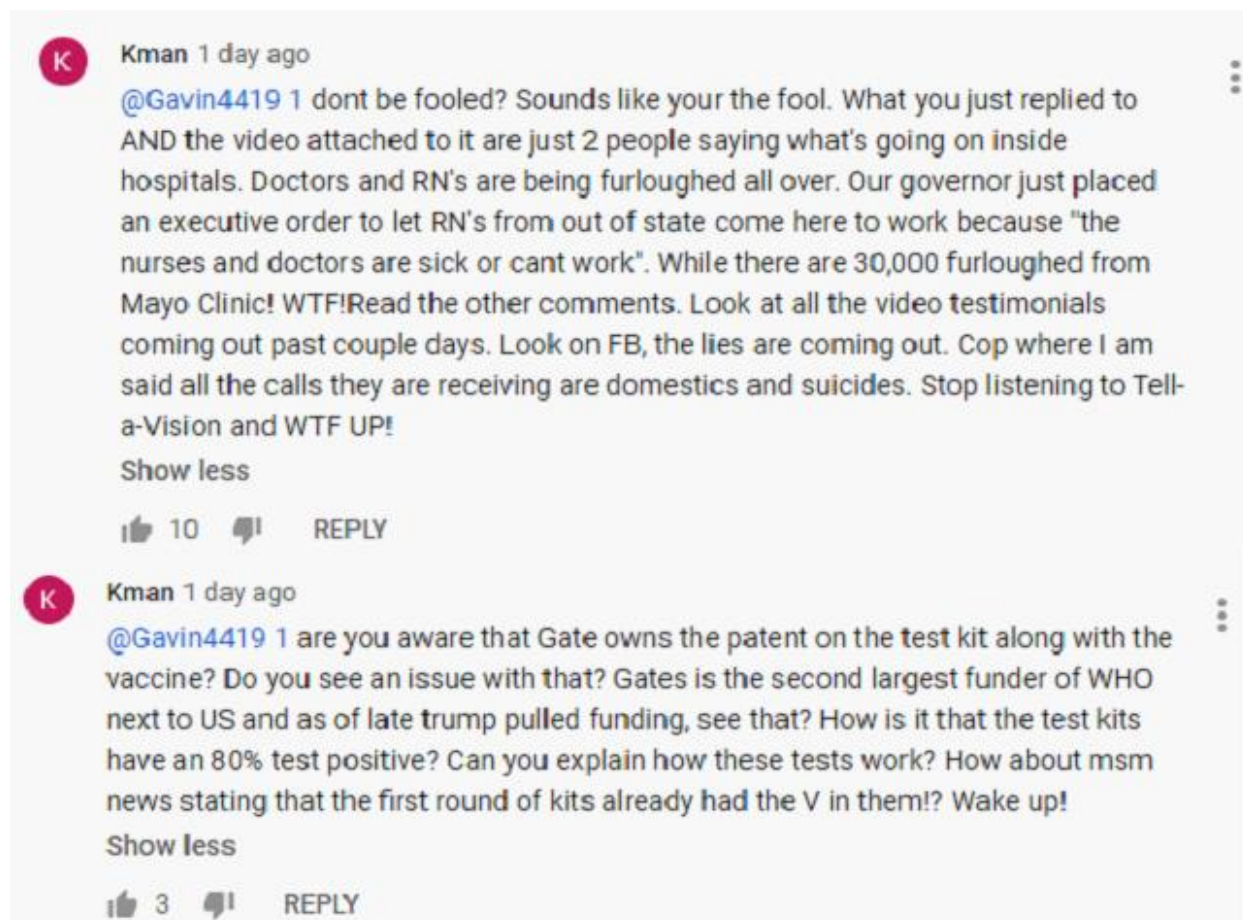 K
Kman 1 day ago
@Gavin4419 1 dont be fooled? Sounds like your the fool. What you just replied to
AND the video attached to it are just 2 people saying what's going on inside
hospitals. Doctors and RN's are being furloughed all over. Our governor just placed
an executive order to let RN's from out of state come here to work because "the
nurses and doctors are sick or cant work". While there are 30,000 furloughed from
Mayo Clinic! WTF!Read the other comments. Look at all the video testimonials
coming out past couple days. Look on FB, the lies are coming out. Cop where I am
said all the calls they are receiving are domestics and suicides. Stop listening to Tell-
a-Vision and WTF UP!
Show less
10 REPLY
K
Kman 1 day ago
@Gavin4419 1 are you aware that Gate owns the patent on the test kit along with the
vaccine? Do you see an issue with that? Gates is the second largest funder of WHO
next to US and as of late trump pulled funding, see that? How is it that the test kits
have an 80% test positive? Can you explain how these tests work? How about msm
news stating that the first round of kits already had the V in them!? Wake up!
Show less
3 REPLY